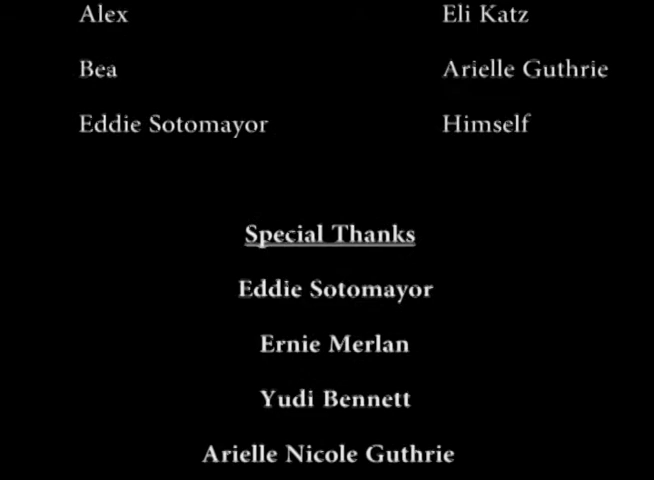 Alex Eli Katz
Bea Arielle Guthrie
Eddie Sotomayor Himself
Special Thanks
Eddie Sotomayor
Ernie Merlan
Yudi Bennett
Arielle Nicole Guthrie